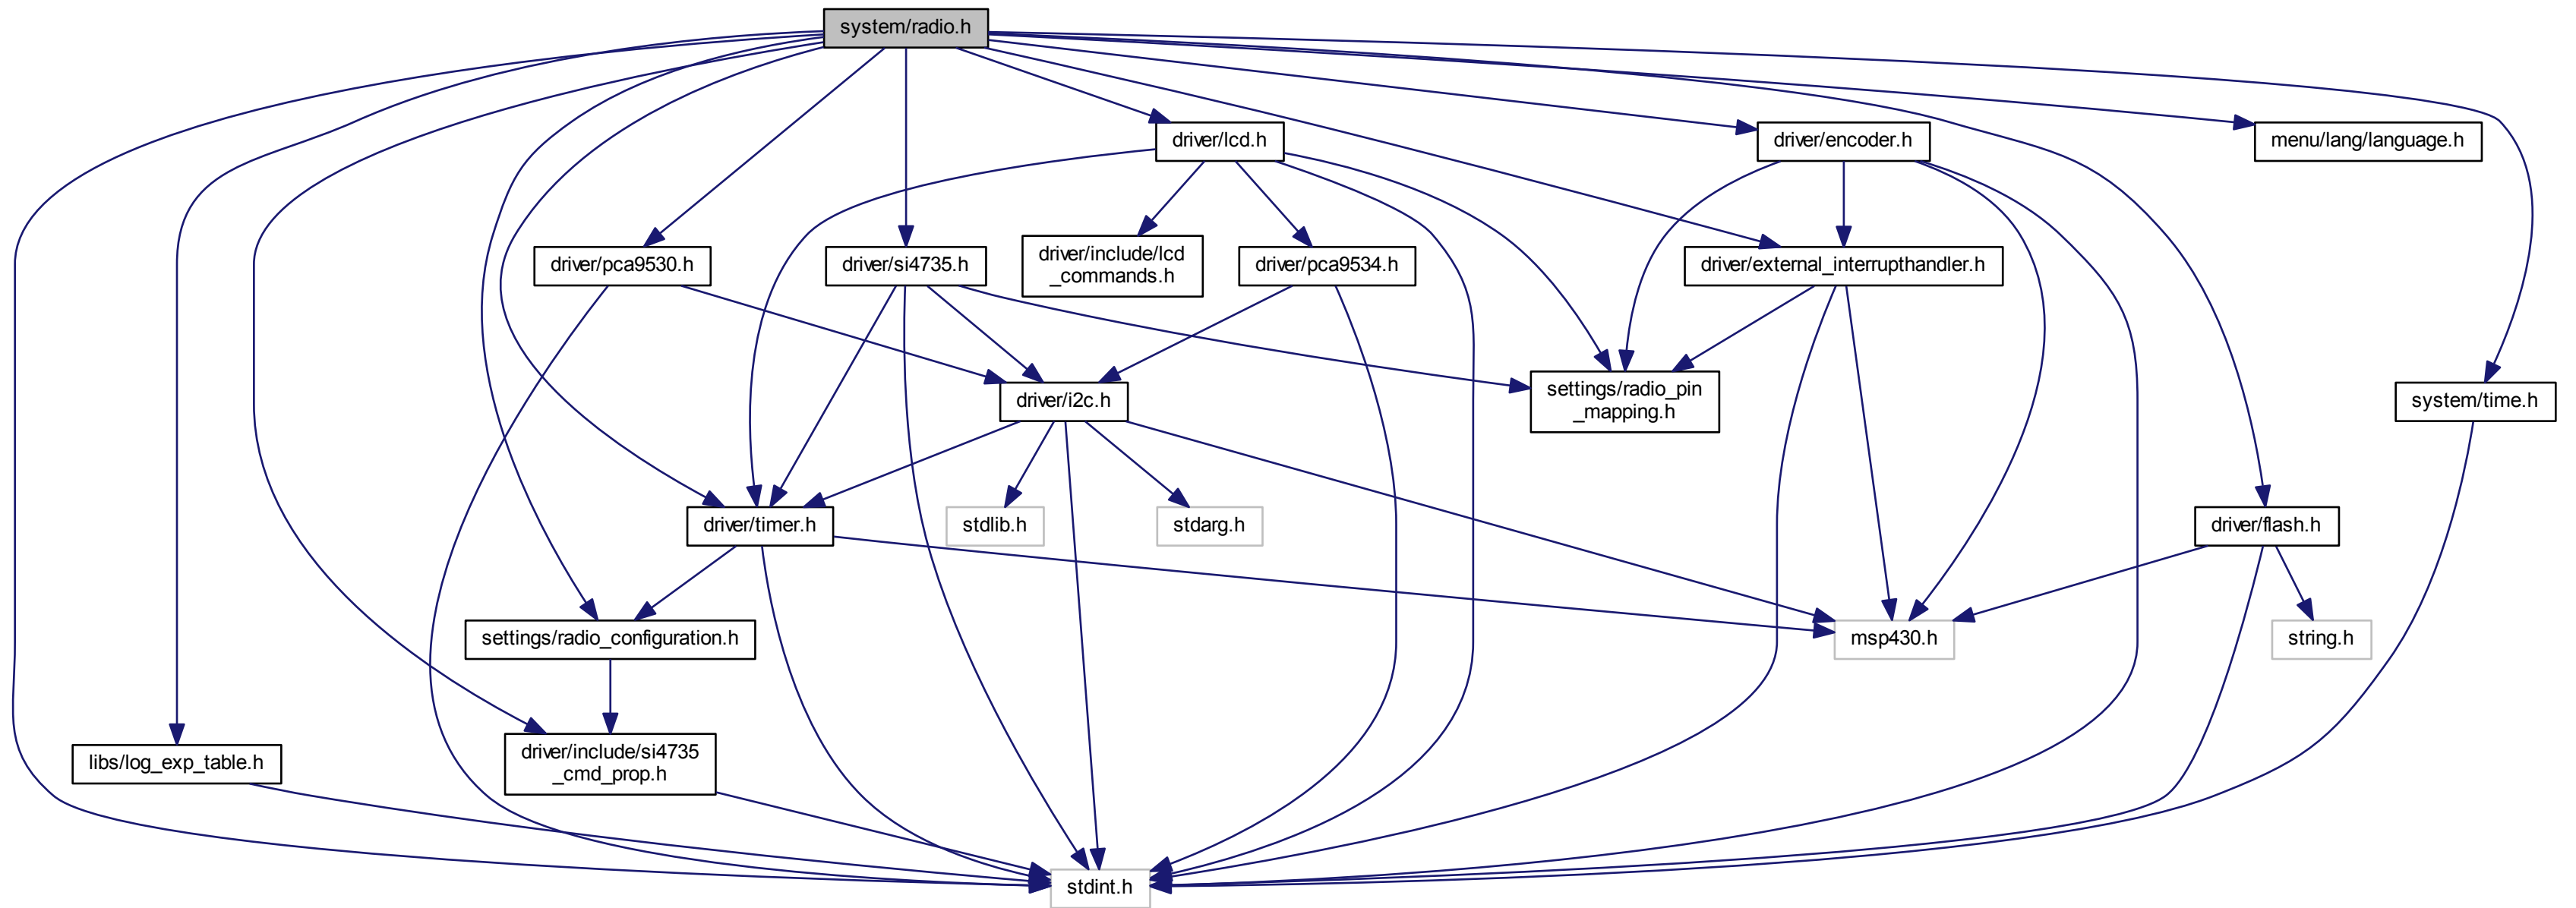 system/radio.h
driver/lcd.h
driver/encoder.h
menu/lang/language.h
driver/pca9530.h
driver/si4735.h
driver/include/lcd
_commands.h
driver/pca9534.h
driver/external_interrupthandler.h
driver/i2c.h
settings/radio_pin
_mapping.h
system/time.h
driver/timer.h
stdlib.h
stdarg.h
driver/flash.h
settings/radio_configuration.h
msp430.h
string.h
libs/log_exp_table.h
driver/include/si4735
_cmd_prop.h
stdint.h